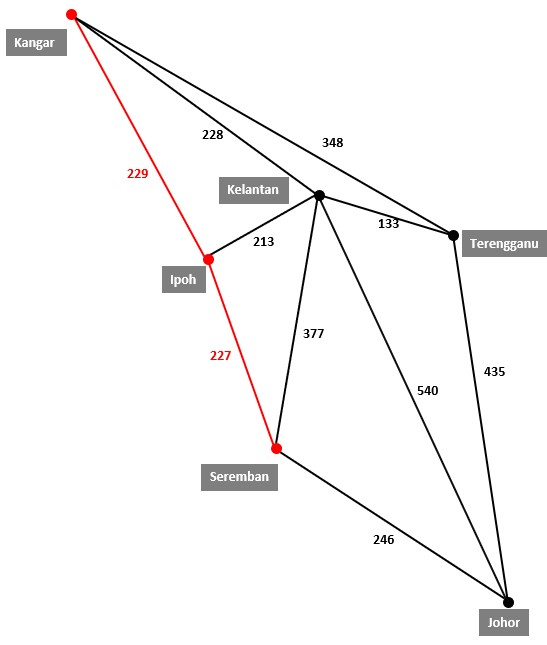 Kangar
228
348
229
Kelantan
133
213
Terengganu
Ipoh
377
227
435
540
Seremban
246
Johor